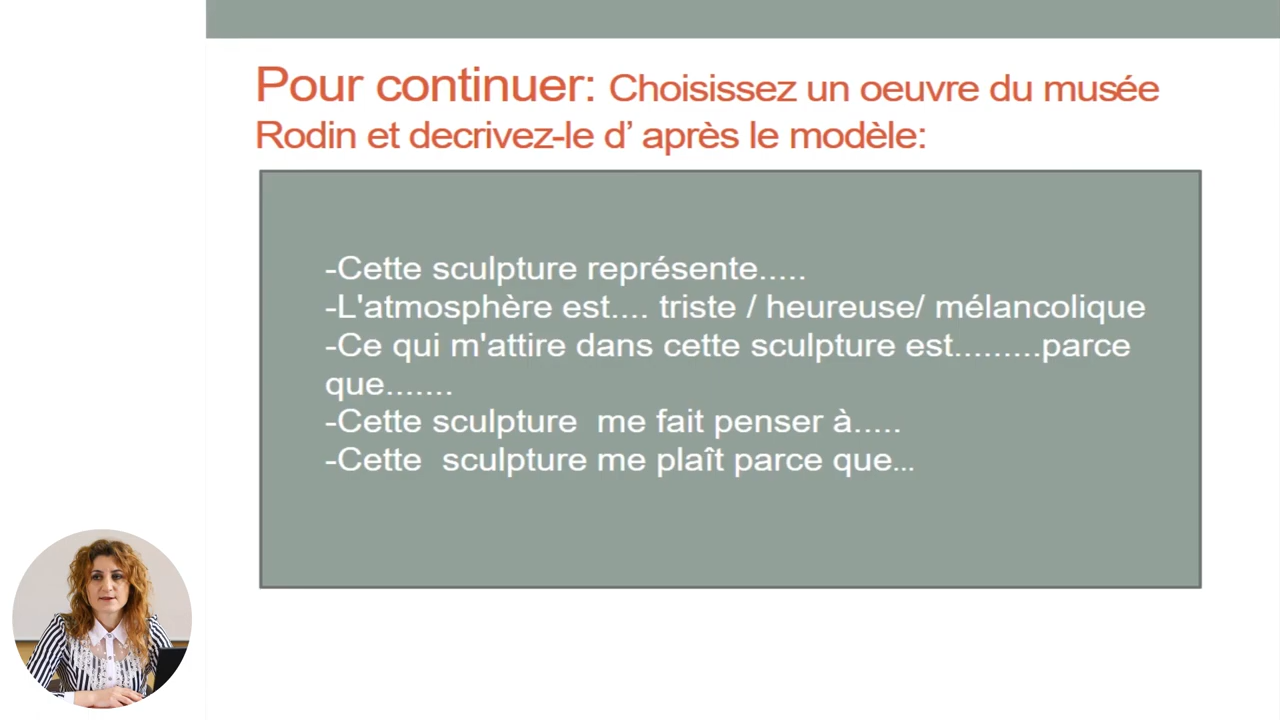 Pour continuer: Choisissez un oeuvre du musée
Rodin et decrivez-le d’ après le modèle:
-Cette sculpture représente.....
-L'atmosphère est.... triste / heureuse/ mélancolique
-Ce qui m'attire dans cette sculpture est.........parce
que.......
-Cette sculpture  me fait penser à.....
-Cette  sculpture me plaît parce que...